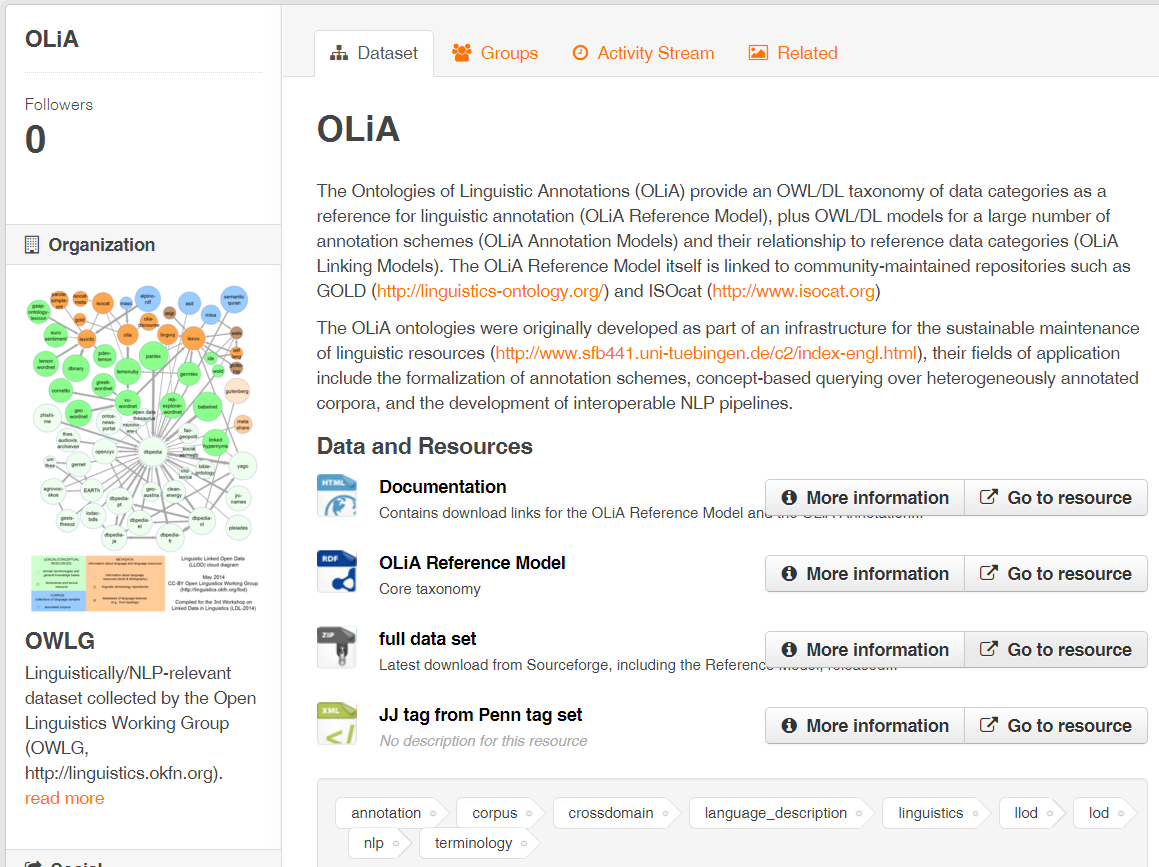 OLiA
Followers
0
Organization
OWLG
Linguistically/NLP-relevant
dataset collected by the Open
Linguistics Working Group
(OWLG,
http://linguistics.okfn.org).
read more
Social
Dataset
Groups
Activity Stream
Related
OLiA
The Ontologies of Linguistic Annotations (OLiA) provide an OWL/DL taxonomy of data categories as a
reference for linguistic annotation (OLiA Reference Model), plus OWL/DL models for a large number of
annotation schemes (OLiA Annotation Models) and their relationship to reference data categories (OLiA
Linking Models). The OLiA Reference Model itself is linked to community-maintained repositories such as
GOLD (http://linguistics-ontology.org/) and ISOcat (http://www.isocat.org)
The OLiA ontologies were originally developed as part of an infrastructure for the sustainable maintenance
of linguistic resources (http://www.sfb441.uni-tuebingen.de/c2/index-engl.html), their fields of application
include the formalization of annotation schemes, concept-based querying over heterogeneously annotated
corpora, and the development of interoperable NLP pipelines.
Data and Resources
HTML
Documentation
More information
Go to resource
Contains download links for the OLiA Reference Model and the OLiA Annotation...
RDF
OLiA Reference Model
More information
Go to resource
Core taxonomy
ZIP
full data set
More information
Go to resource
Latest download from Sourceforge, including the Reference Model, released...
XML
JJ tag from Penn tag set
More information
Go to resource
No description for this resource
annotation
corpus
crossdomain
language_description
linguistics
llod
lod
nlp
terminology
Linguistic Linked Open Data
(LLOD) cloud diagram
May 2014
CC-BY Open Linguistics Working Group
(http://linguistics.okfn.org/llod)
Compiled for the 3rd Workshop on
Linked Data in Linguistics (LDL-2014)